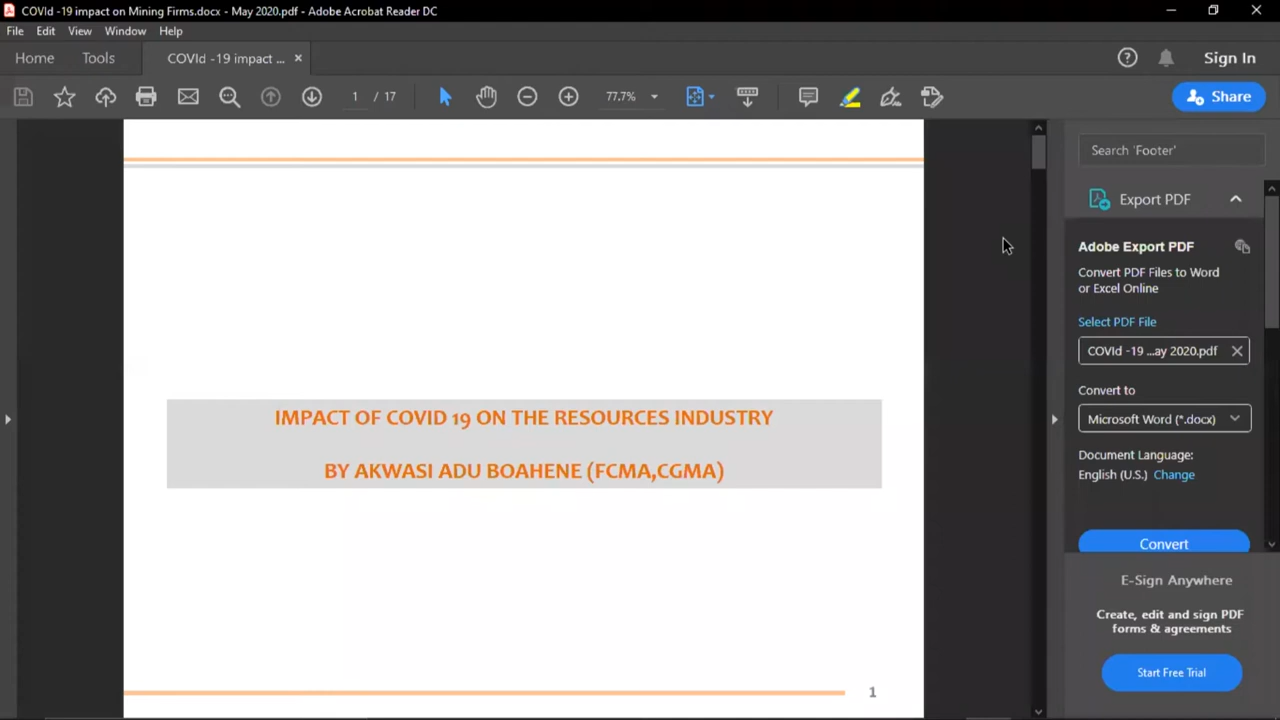 COVId -19 impact on Mining Firms.docx - May 2020.pdf - Adobe Acrobat Reader DC
File Edit View Window Help
Home Tools COVId -19 impact ... × Sign In
1 / 17 77.7% Share
Search 'Footer'
Export PDF
Adobe Export PDF
Convert PDF Files to Word
or Excel Online
Select PDF File
COVId -19 ...ay 2020.pdf
Convert to
Microsoft Word (*.docx)
Document Language:
English (U.S.) Change
Convert
E-Sign Anywhere
Create, edit and sign PDF
forms & agreements
Start Free Trial
IMPACT OF COVID 19 ON THE RESOURCES INDUSTRY
BY AKWASI ADU BOAHENE (FCMA,CGMA)
1